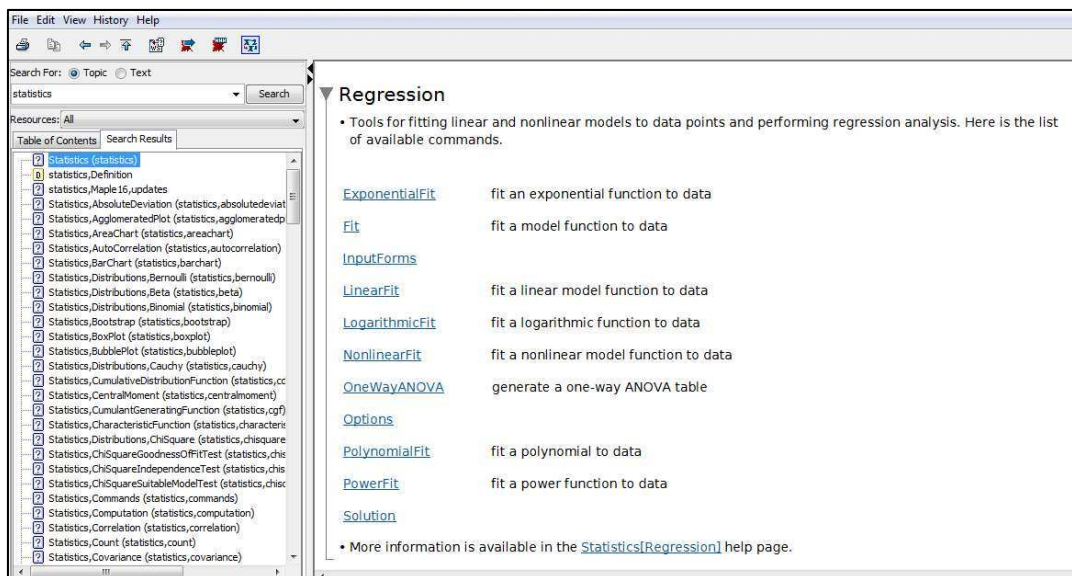 File Edit View History Help
Search For: Topic Text
statistics Search
Resources: All
Table of Contents Search Results
Statistics (statistics)
statistics,Definition
statistics,Maple16,updates
Statistics,AbsoluteDeviation (statistics,absolutedeviat
Statistics,AgglomeratedPlot (statistics,agglomeratedp
Statistics,AreaChart (statistics,areachart)
Statistics,AutoCorrelation (statistics,autocorrelation)
Statistics,BarChart (statistics,barchart)
Statistics,Distributions,Bernoulli (statistics,bernoulli)
Statistics,Distributions,Beta (statistics,beta)
Statistics,Distributions,Binomial (statistics,binomial)
Statistics,Bootstrap (statistics,bootstrap)
Statistics,BoxPlot (statistics,boxplot)
Statistics,BubblePlot (statistics,bubbleplot)
Statistics,Distributions,Cauchy (statistics,cauchy)
Statistics,CumulativeDistributionFunction (statistics,cc
Statistics,CentralMoment (statistics,centralmoment)
Statistics,CumulantGeneratingFunction (statistics,cgf)
Statistics,CharacteristicFunction (statistics,characteris
Statistics,Distributions,ChiSquare (statistics,chisquare
Statistics,ChiSquareGoodnessOfFitTest (statistics,chis
Statistics,ChiSquareIndependenceTest (statistics,chis
Statistics,ChiSquareSuitableModelTest (statistics,chisc
Statistics,Commands (statistics,commands)
Statistics,Computation (statistics,computation)
Statistics,Correlation (statistics,correlation)
Statistics,Count (statistics,count)
Statistics,Covariance (statistics,covariance)
Regression
• Tools for fitting linear and nonlinear models to data points and performing regression analysis. Here is the list
of available commands.
ExponentialFit fit an exponential function to data
Fit fit a model function to data
InputForms
LinearFit fit a linear model function to data
LogarithmicFit fit a logarithmic function to data
NonlinearFit fit a nonlinear model function to data
OneWayANOVA generate a one-way ANOVA table
Options
PolynomialFit fit a polynomial to data
PowerFit fit a power function to data
Solution
• More information is available in the Statistics[Regression] help page.